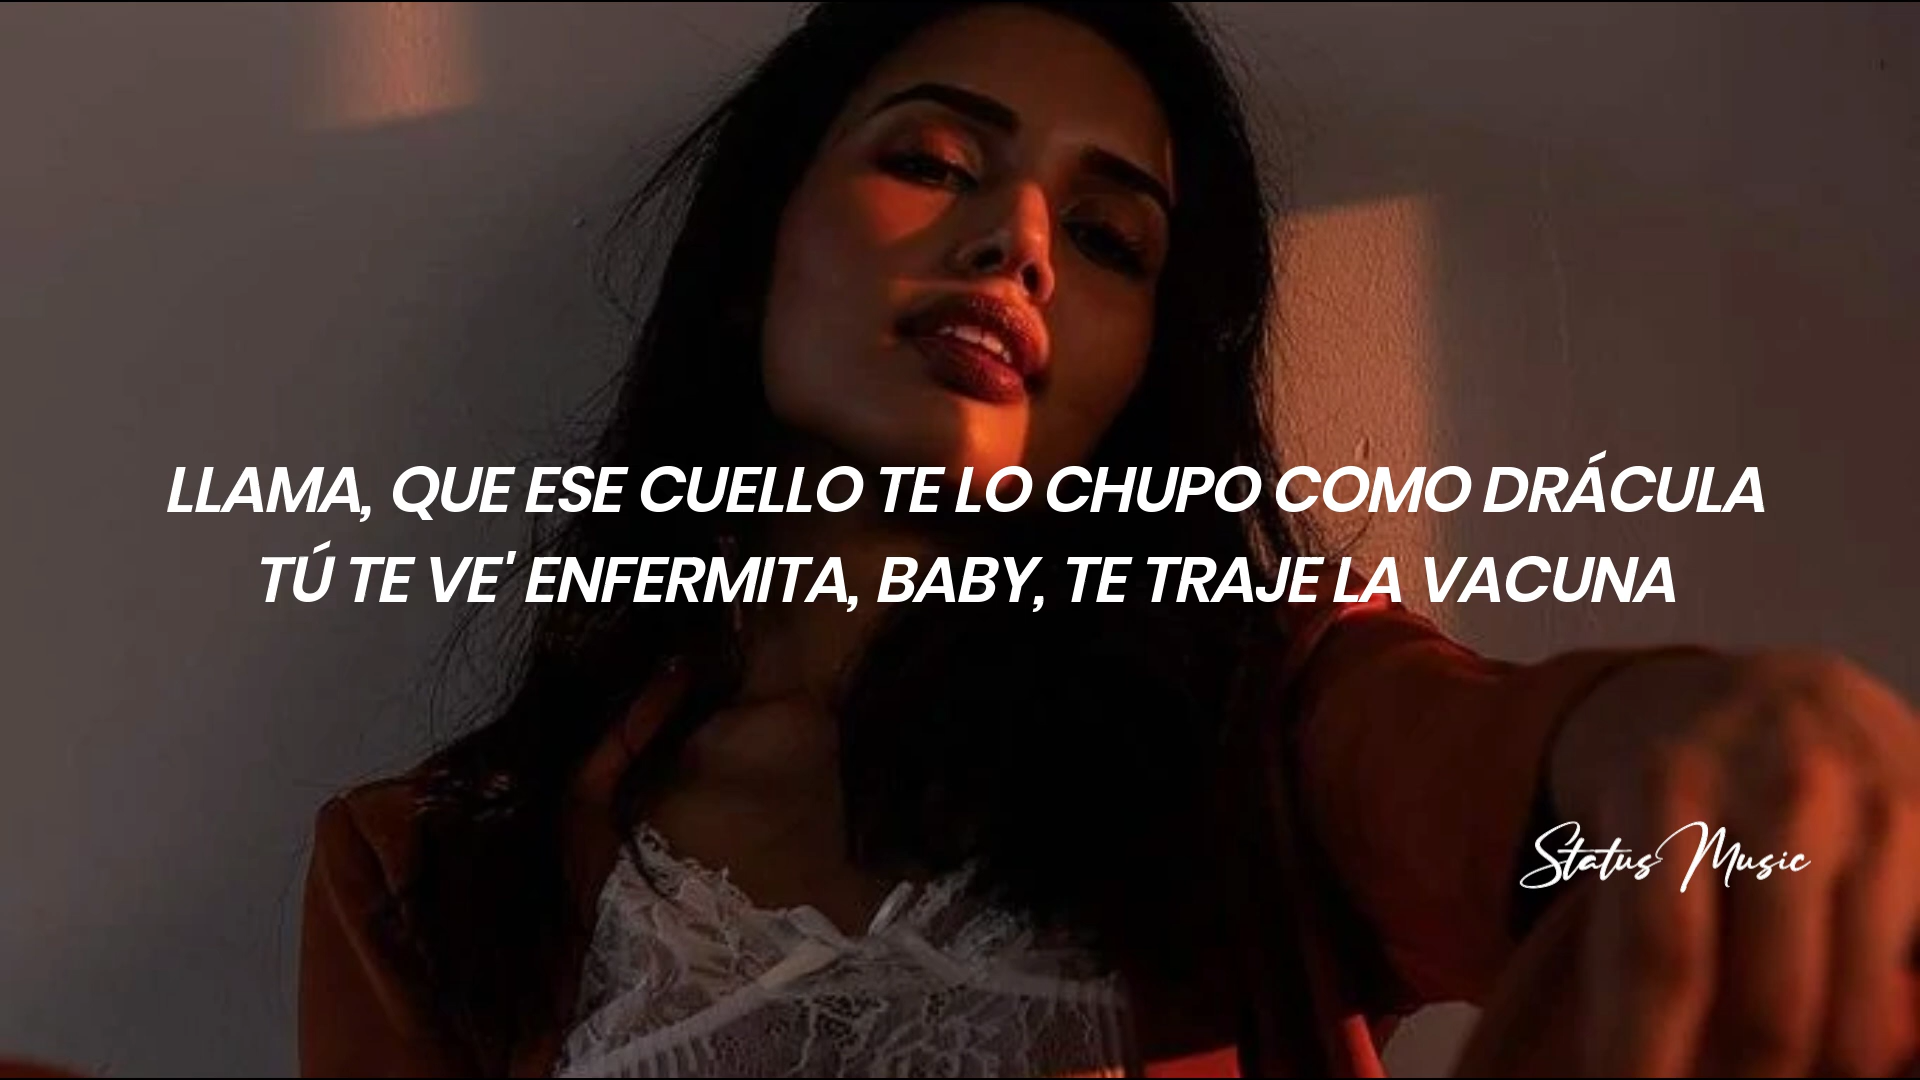 LLAMA, QUE ESE CUELLO TE LO CHUPO COMO DRÁCULA
TÚ TE VE' ENFERMITA, BABY, TE TRAJE LA VACUNA
Status Music